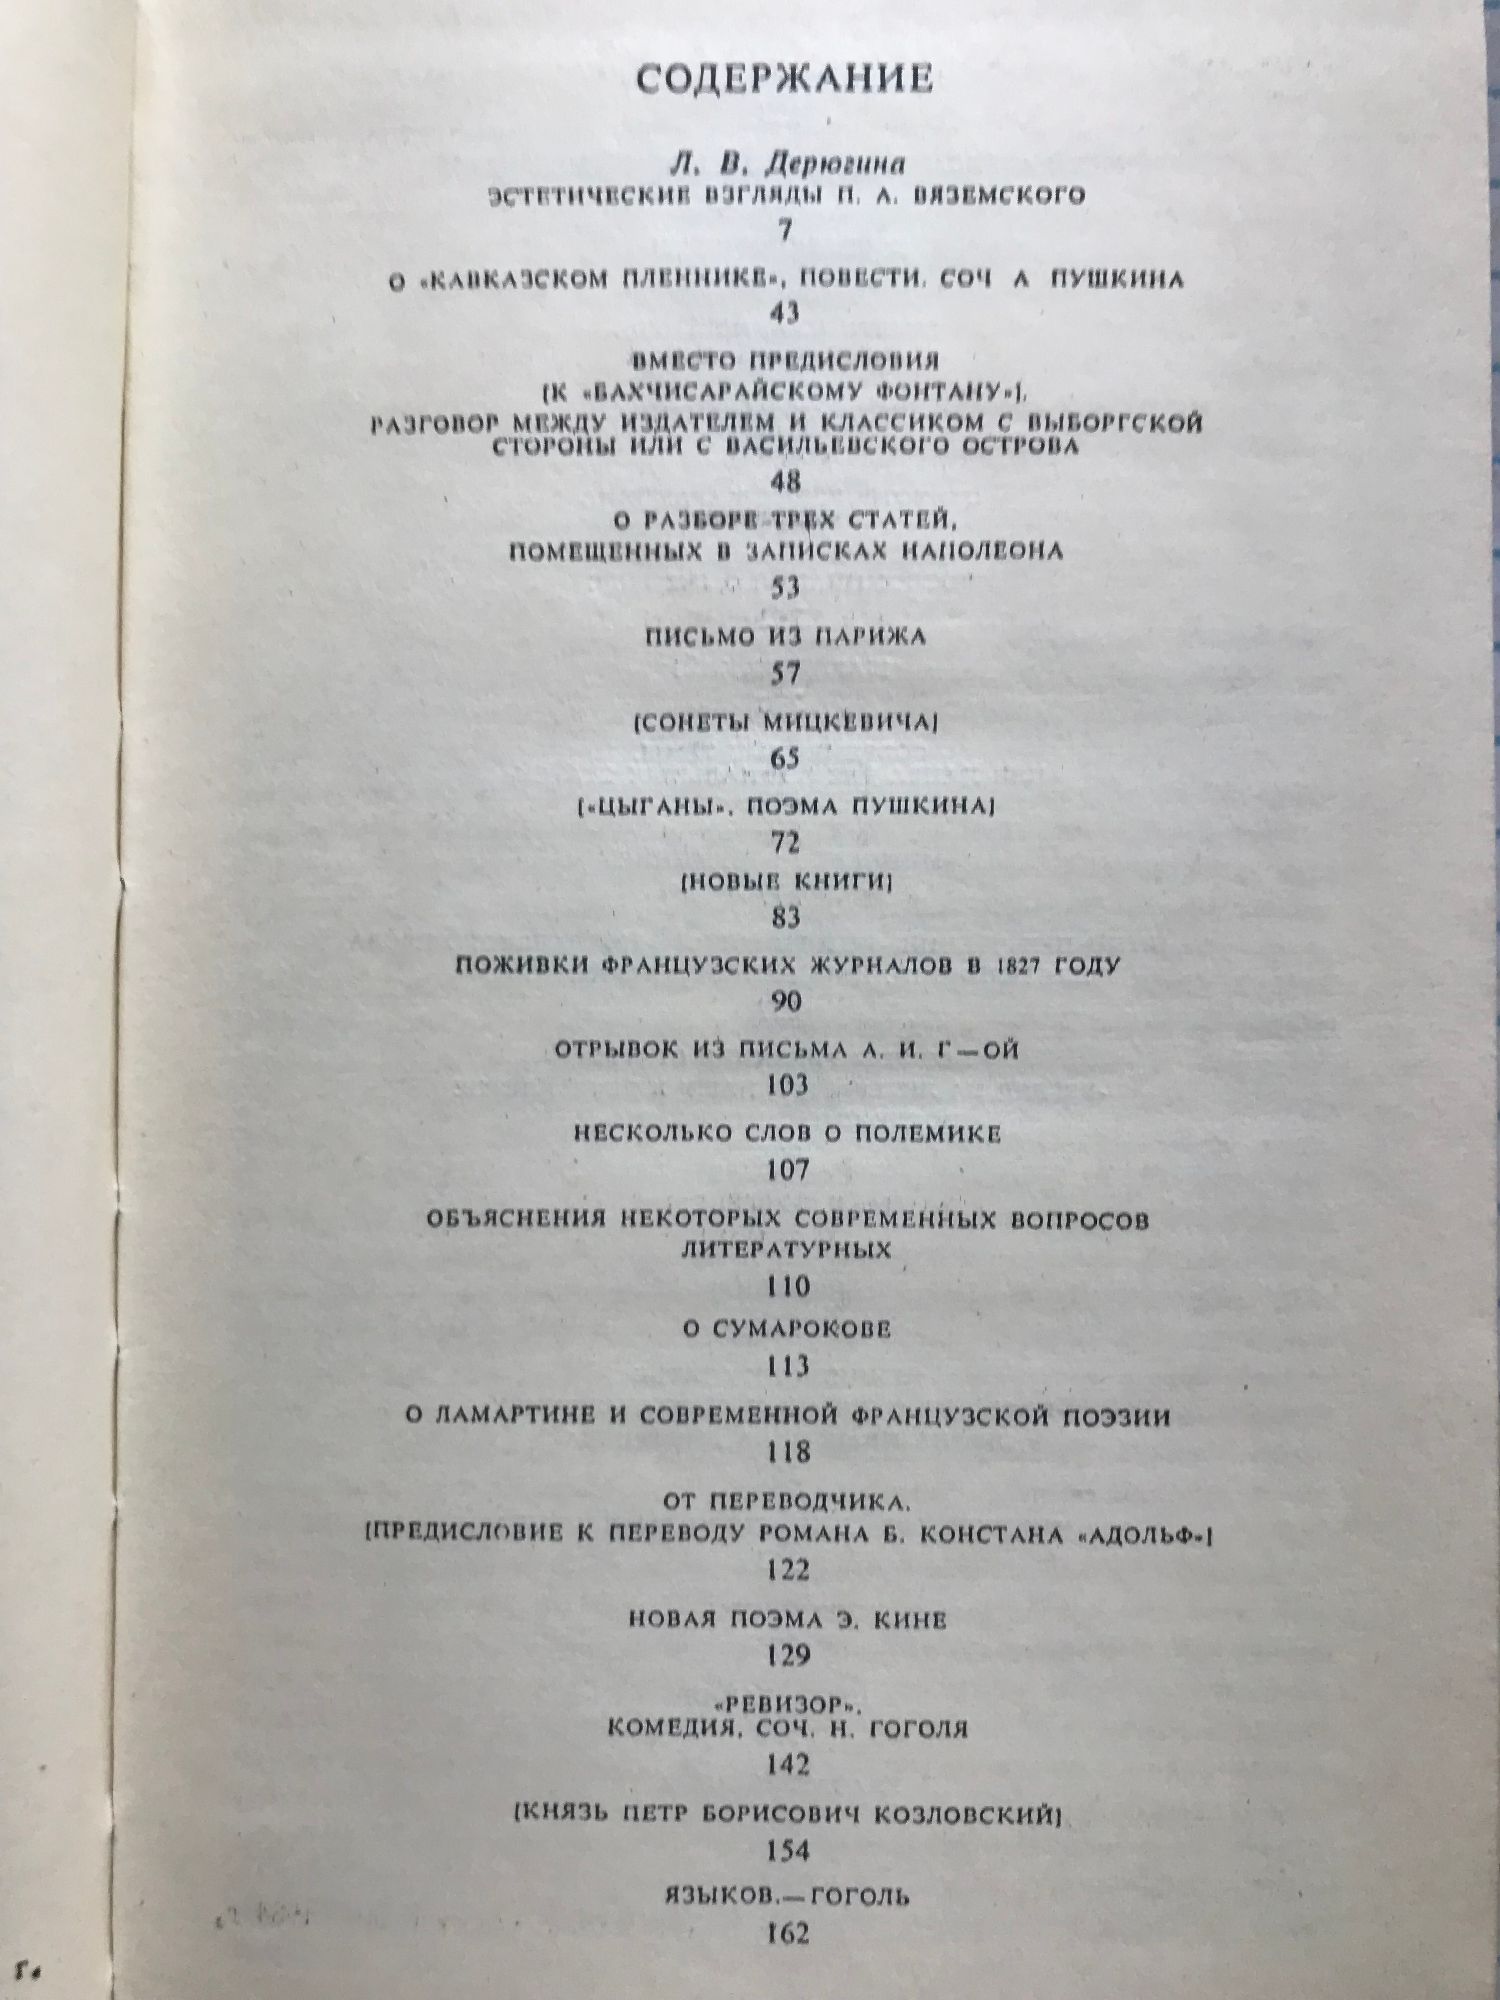 СОДЕРЖАНИЕ
Л. В. Дерюгина
ЭСТЕТИЧЕСКИЕ ВЗГЛЯДЫ П. А. ВЯЗЕМСКОГО
7
О «КАВКАЗСКОМ ПЛЕННИКЕ», ПОВЕСТИ. СОЧ А ПУШКИНА
43
ВМЕСТО ПРЕДИСЛОВИЯ
[К «БАХЧИСАРАЙСКОМУ ФОНТАНУ»].
РАЗГОВОР МЕЖДУ ИЗДАТЕЛЕМ И КЛАССИКОМ С ВЫБОРГСКОЙ
СТОРОНЫ ИЛИ С ВАСИЛЬЕВСКОГО ОСТРОВА
48
О РАЗБОРЕ ТРЕХ СТАТЕЙ,
ПОМЕЩЕННЫХ В ЗАПИСКАХ НАПОЛЕОНА
53
ПИСЬМО ИЗ ПАРИЖА
57
[СОНЕТЫ МИЦКЕВИЧА]
65
[«ЦЫГАНЫ». ПОЭМА ПУШКИНА]
72
[НОВЫЕ КНИГИ]
83
ПОЖИВКИ ФРАНЦУЗСКИХ ЖУРНАЛОВ В 1827 ГОДУ
90
ОТРЫВОК ИЗ ПИСЬМА А. И. Г—ОЙ
103
НЕСКОЛЬКО СЛОВ О ПОЛЕМИКЕ
107
ОБЪЯСНЕНИЯ НЕКОТОРЫХ СОВРЕМЕННЫХ ВОПРОСОВ
ЛИТЕРАТУРНЫХ
110
О СУМАРОКОВЕ
113
О ЛАМАРТИНЕ И СОВРЕМЕННОЙ ФРАНЦУЗСКОЙ ПОЭЗИИ
118
ОТ ПЕРЕВОДЧИКА.
[ПРЕДИСЛОВИЕ К ПЕРЕВОДУ РОМАНА Б. КОНСТАНА «АДОЛЬФ»]
122
НОВАЯ ПОЭМА Э. КИНЕ
129
«РЕВИЗОР».
КОМЕДИЯ, СОЧ. Н. ГОГОЛЯ
142
[КНЯЗЬ ПЕТР БОРИСОВИЧ КОЗЛОВСКИЙ]
154
ЯЗЫКОВ.—ГОГОЛЬ
162